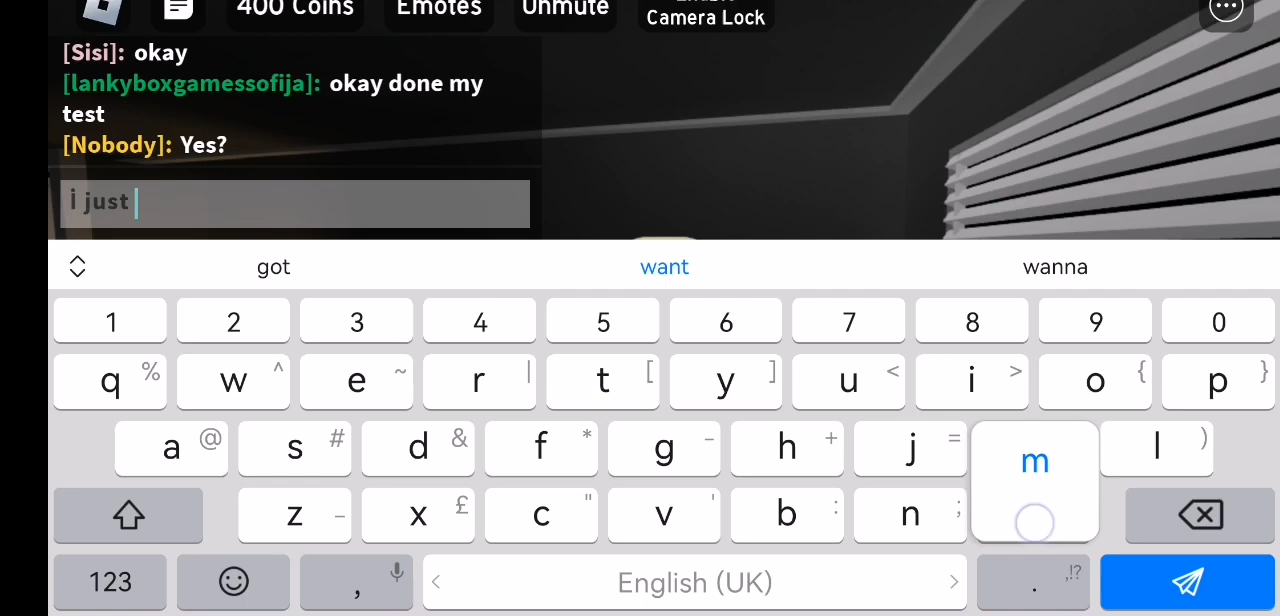 400 Coins
Emotes
Unmute
Camera Lock
[Sisi]: okay
[lankyboxgamessofija]: okay done my
test
[Nobody]: Yes?
i just
got want wanna
1 2 3 4 5 6 7 8 9 0
q % w ^ e ~ r | t [ y ] u < i > o { p }
a @ s # d & f * g - h + j = l )
m
z _ x £ c " v ' b : n ;
123 , < English (UK) > . ,!?